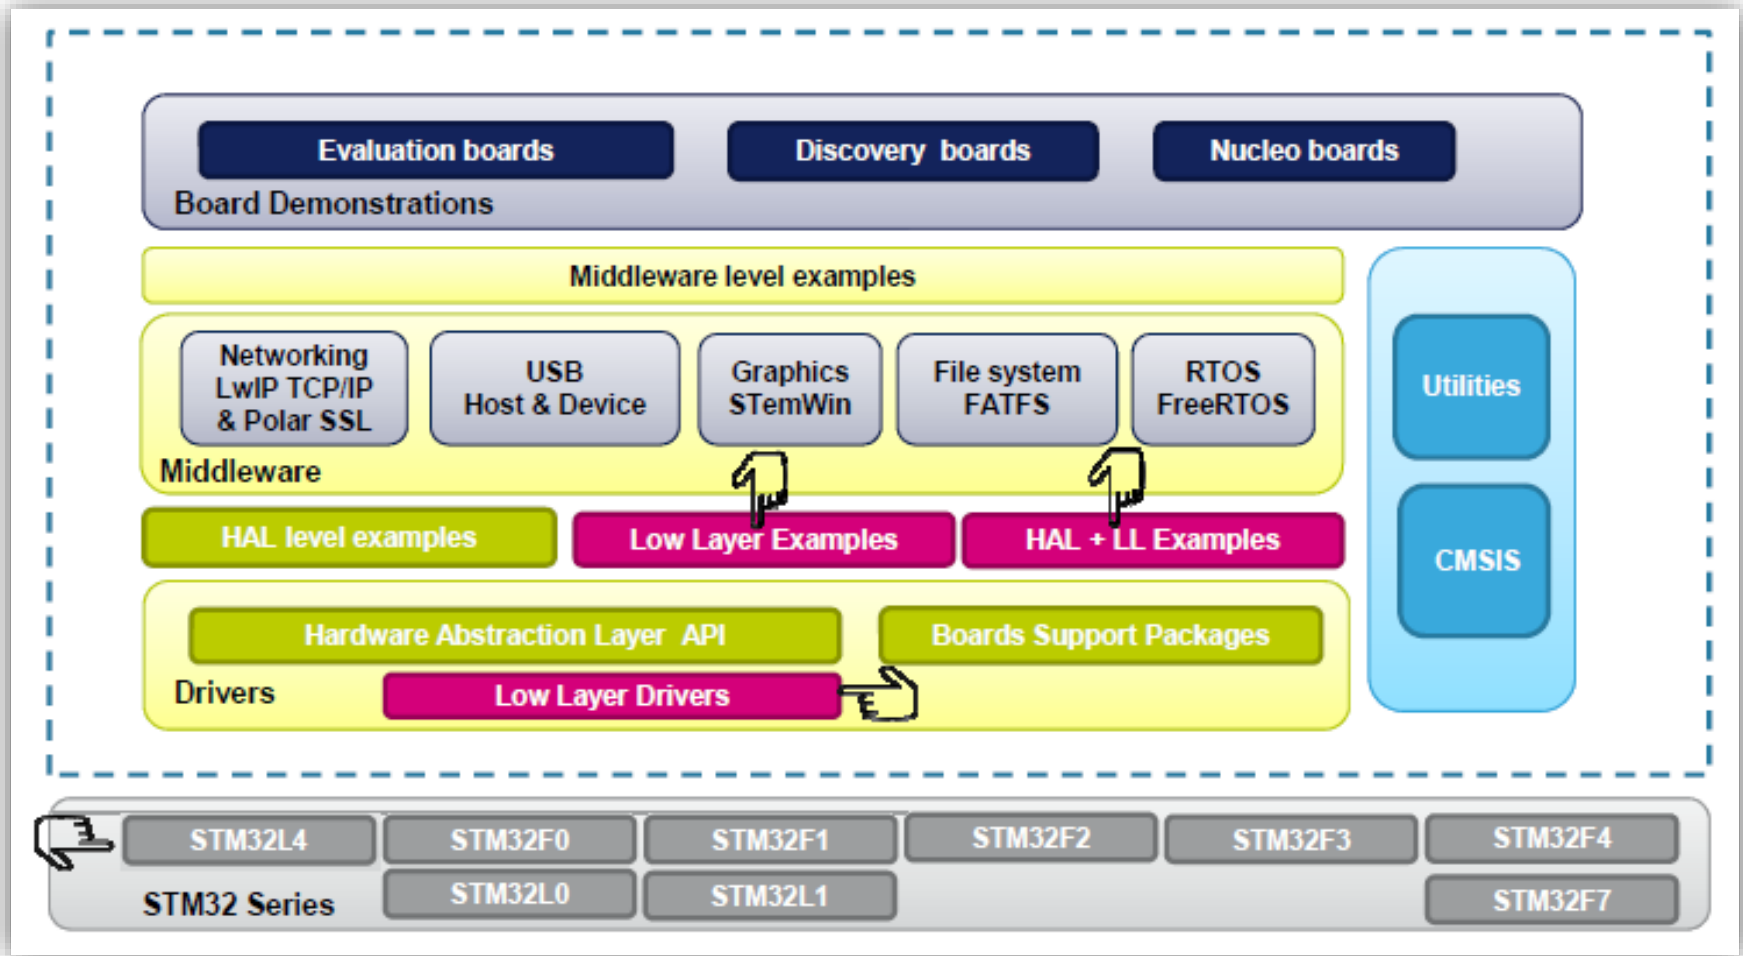 Evaluation boards
Discovery boards
Nucleo boards
Board Demonstrations
Middleware level examples
Networking
LwIP TCP/IP
& Polar SSL
USB
Host & Device
Graphics
STemWin
File system
FATFS
RTOS
FreeRTOS
Middleware
Utilities
CMSIS
HAL level examples
Low Layer Examples
HAL + LL Examples
Hardware Abstraction Layer API
Boards Support Packages
Drivers
Low Layer Drivers
STM32L4
STM32F0
STM32F1
STM32F2
STM32F3
STM32F4
STM32 Series
STM32L0
STM32L1
STM32F7